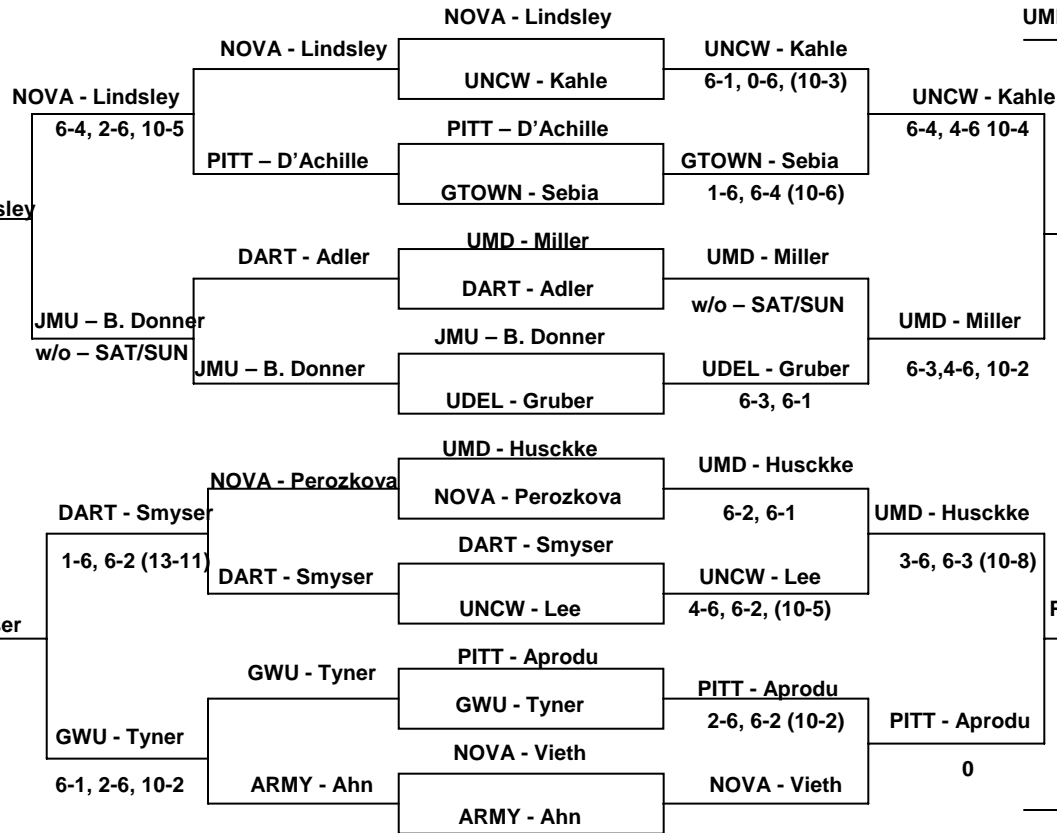 NOVA - Lindsley
UMI
NOVA - Lindsley
UNCW - Kahle
UNCW - Kahle
6-1, 0-6, (10-3)
NOVA - Lindsley
UNCW - Kahle
6-4, 2-6, 10-5
PITT – D’Achille
6-4, 4-6 10-4
PITT – D’Achille
GTOWN - Sebia
GTOWN - Sebia
1-6, 6-4 (10-6)
sley
UMD - Miller
DART - Adler
UMD - Miller
DART - Adler
w/o – SAT/SUN
JMU – B. Donner
UMD - Miller
w/o – SAT/SUN
JMU – B. Donner
JMU – B. Donner
UDEL - Gruber
6-3,4-6, 10-2
UDEL - Gruber
6-3, 6-1
UMD - Husckke
NOVA - Perozkova
UMD - Husckke
NOVA - Perozkova
6-2, 6-1
DART - Smyser
UMD - Husckke
1-6, 6-2 (13-11)
DART - Smyser
3-6, 6-3 (10-8)
DART - Smyser
UNCW - Lee
UNCW - Lee
4-6, 6-2, (10-5)
ser
PITT - Aprodu
GWU - Tyner
PITT - Aprodu
GWU - Tyner
2-6, 6-2 (10-2)
GWU - Tyner
PITT - Aprodu
NOVA - Vieth
6-1, 2-6, 10-2
0
ARMY - Ahn
NOVA - Vieth
ARMY - Ahn